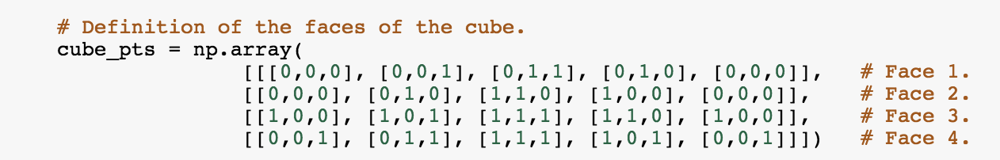 # Definition of the faces of the cube.
cube_pts = np.array(
[[[0,0,0], [0,0,1], [0,1,1], [0,1,0], [0,0,0]], # Face 1.
[[0,0,0], [0,1,0], [1,1,0], [1,0,0], [0,0,0]], # Face 2.
[[1,0,0], [1,0,1], [1,1,1], [1,1,0], [1,0,0]], # Face 3.
[[0,0,1], [0,1,1], [1,1,1], [1,0,1], [0,0,1]]]) # Face 4.